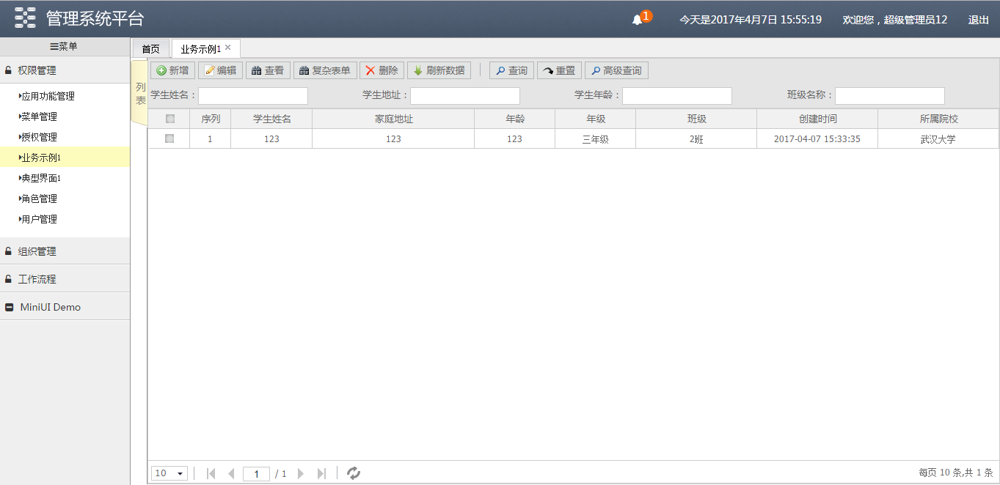 管理系统平台 1 今天是2017年4月7日 15:55:19 欢迎您，超级管理员12 退出
菜单
首页 业务示例1
权限管理
应用功能管理
菜单管理
授权管理
业务示例1
典型界面1
角色管理
用户管理
组织管理
工作流程
MiniUI Demo
列表
新增 编辑 查看 复杂表单 删除 刷新数据 查询 重置 高级查询
学生姓名： 学生地址： 学生年龄： 班级名称：
序列 学生姓名 家庭地址 年龄 年级 班级 创建时间 所属院校
1 123 123 123 三年级 2班 2017-04-07 15:33:35 武汉大学
10 1 / 1 每页 10 条,共 1 条